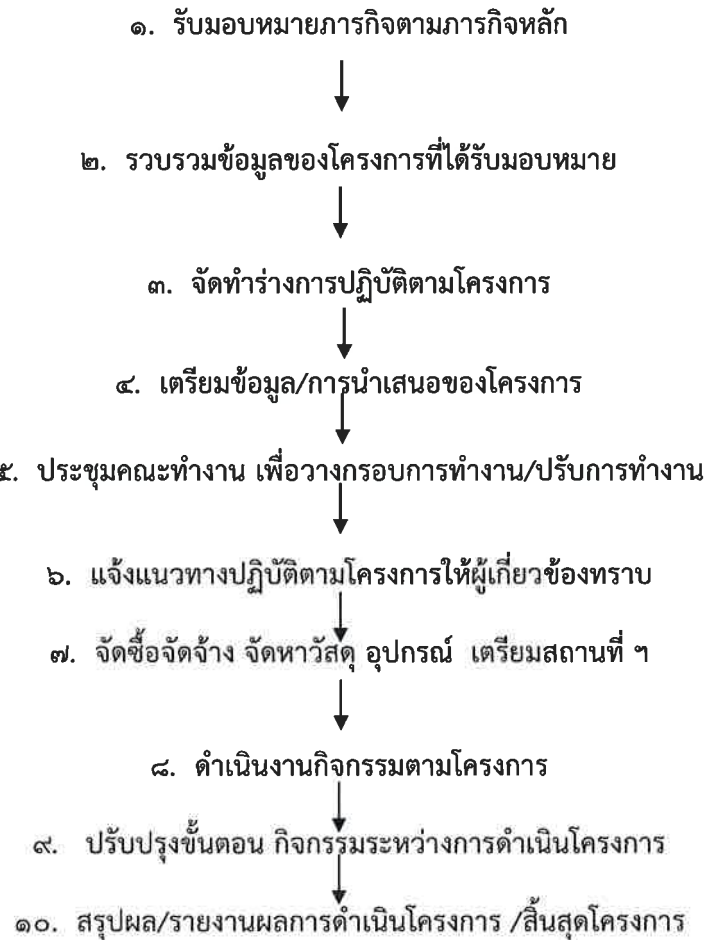 ๑. รับมอบหมายภารกิจตามภารกิจหลัก
๒. รวบรวมข้อมูลของโครงการที่ได้รับมอบหมาย
๓. จัดทำร่างการปฏิบัติตามโครงการ
๔. เตรียมข้อมูล/การนำเสนอของโครงการ
๕. ประชุมคณะทำงาน เพื่อวางกรอบการทำงาน/ปรับการทำงาน
๖. แจ้งแนวทางปฏิบัติตามโครงการให้ผู้เกี่ยวข้องทราบ
๗. จัดซื้อจัดจ้าง จัดหาวัสดุ อุปกรณ์ เตรียมสถานที่ ฯ
๘. ดำเนินงานกิจกรรมตามโครงการ
๙. ปรับปรุงขั้นตอน กิจกรรมระหว่างการดำเนินโครงการ
๑๐. สรุปผล/รายงานผลการดำเนินโครงการ /สิ้นสุดโครงการ